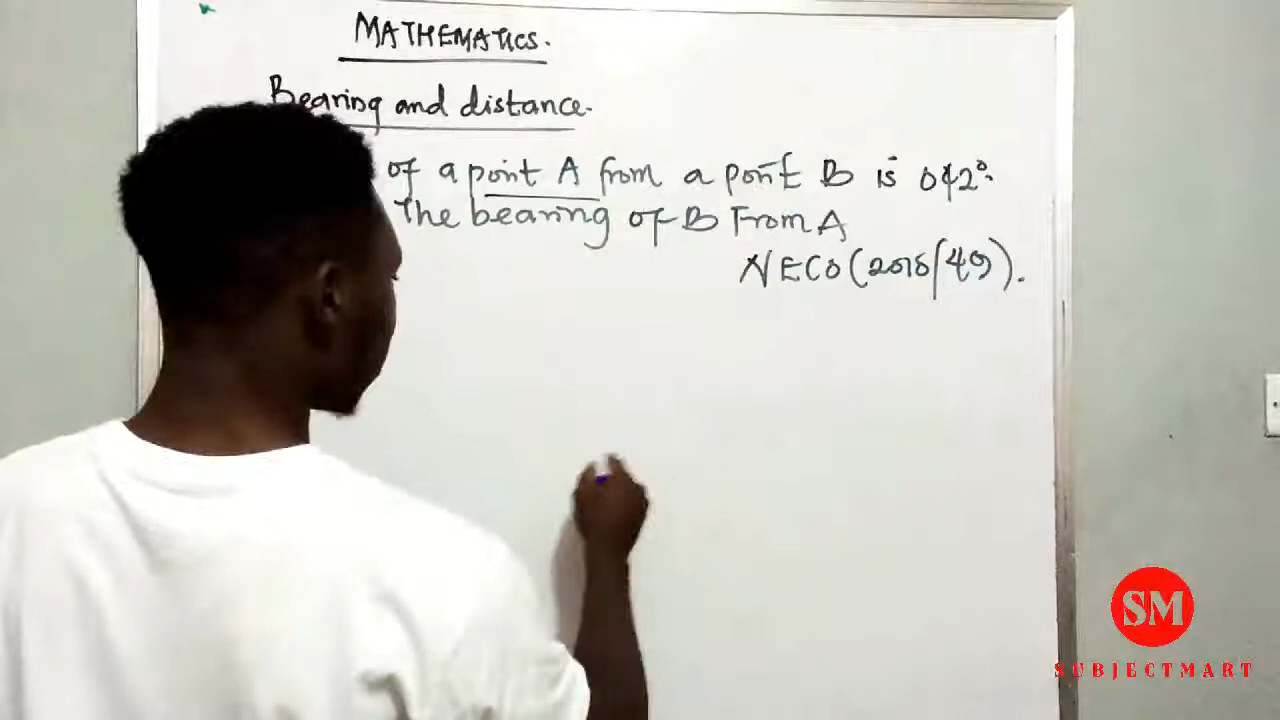 MATHEMATICS.
Bearing and distance.
of a point A from a point B is 042°.
The bearing of B From A
NECO (2018/49).
SM
SUBJECTMART